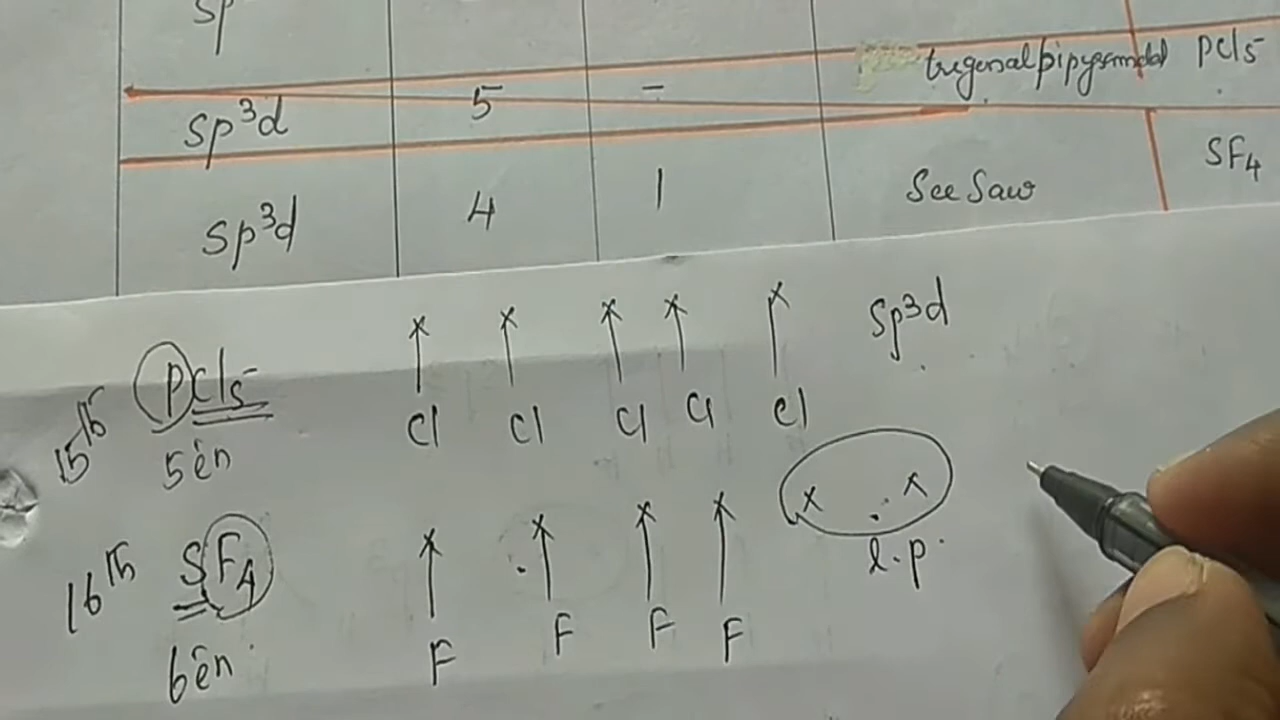 sp
sp³d 5 – trigonal bipyramidal PCl5
sp³d 4 1 See Saw SF4
x x x x x sp³d
15th PCl5 Cl Cl Cl Cl Cl
15 5ēn
x x x x x x
16th SF4 l.p.
6ēn F F F F